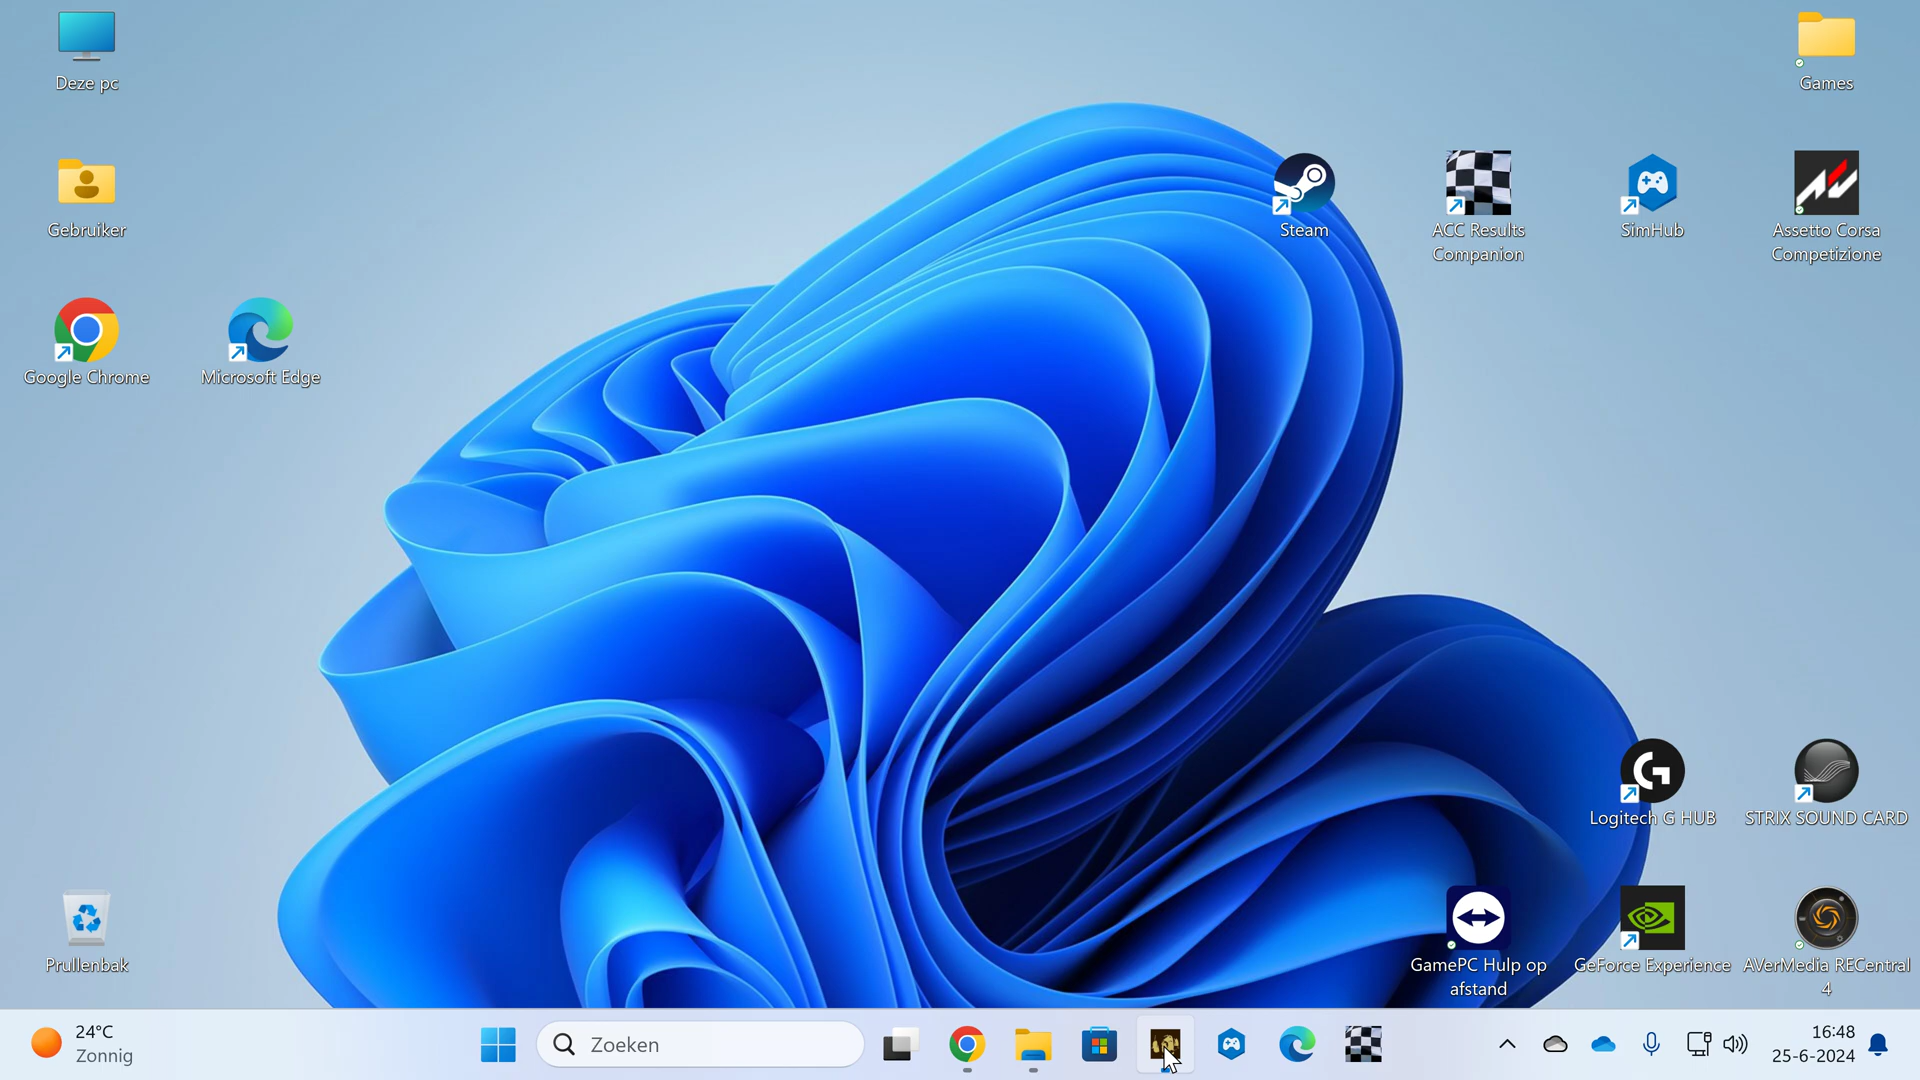 Deze pc
Games
Gebruiker
Steam
ACC Results
Companion
SimHub
Assetto Corsa
Competizione
Google Chrome
Microsoft Edge
Logitech G HUB
STRIX SOUND CARD
Prullenbak
GamePC Hulp op
afstand
GeForce Experience
AVerMedia RECentral
4
24°C
Zonnig
Zoeken
16:48
25-6-2024